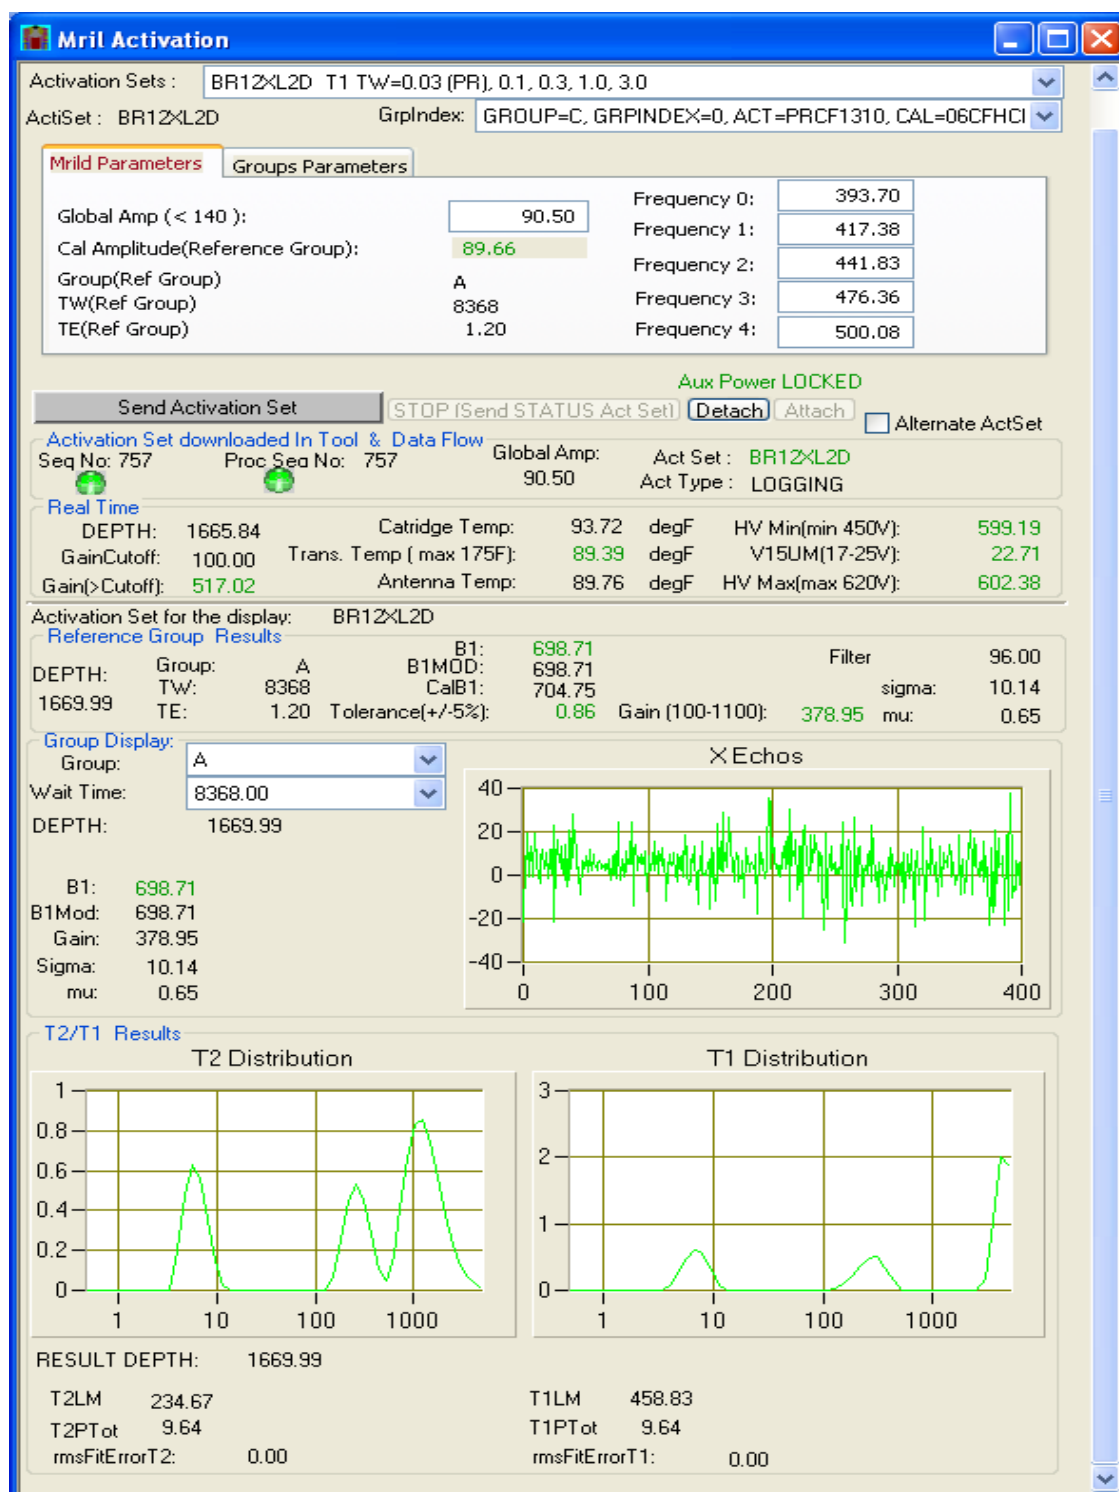 Mril Activation
Activation Sets : BR12XL2D T1 TW=0.03 (PR), 0.1, 0.3, 1.0, 3.0
ActiSet : BR12XL2D GrpIndex: GROUP=C, GRPINDEX=0, ACT=PRCF1310, CAL=06CFHCI
Mrild Parameters Groups Parameters
Global Amp (< 140 ): 90.50
Cal Amplitude(Reference Group): 89.66
Group(Ref Group) A
TW(Ref Group) 8368
TE(Ref Group) 1.20
Frequency 0: 393.70
Frequency 1: 417.38
Frequency 2: 441.83
Frequency 3: 476.36
Frequency 4: 500.08
Aux Power LOCKED
Send Activation Set STOP (Send STATUS Act Set) Detach Attach Alternate ActSet
Activation Set downloaded In Tool & Data Flow
Seq No: 757 Proc Seq No: 757 Global Amp: 90.50
Act Set : BR12XL2D
Act Type : LOGGING
Real Time
DEPTH: 1665.84 Catridge Temp: 93.72 degF HV Min(min 450V): 599.19
GainCutoff: 100.00 Trans. Temp ( max 175F): 89.39 degF V15UM(17-25V): 22.71
Gain(>Cutoff): 517.02 Antenna Temp: 89.76 degF HV Max(max 620V): 602.38
Activation Set for the display: BR12XL2D
Reference Group Results
DEPTH: 1669.99
Group: A
TW: 8368
TE: 1.20
B1: 698.71
B1MOD: 698.71
CalB1: 704.75
Tolerance(+/-5%): 0.86
Gain (100-1100): 378.95
Filter 96.00
sigma: 10.14
mu: 0.65
Group Display:
Group: A
Wait Time: 8368.00
DEPTH: 1669.99
B1: 698.71
B1Mod: 698.71
Gain: 378.95
Sigma: 10.14
mu: 0.65
X Echos
40
20
0
-20
-40
0 100 200 300 400
T2/T1 Results
T2 Distribution
1
0.8
0.6
0.4
0.2
0
1 10 100 1000
T1 Distribution
3
2
1
0
1 10 100 1000
RESULT DEPTH: 1669.99
T2LM 234.67 T1LM 458.83
T2PTot 9.64 T1PTot 9.64
rmsFitErrorT2: 0.00 rmsFitErrorT1: 0.00